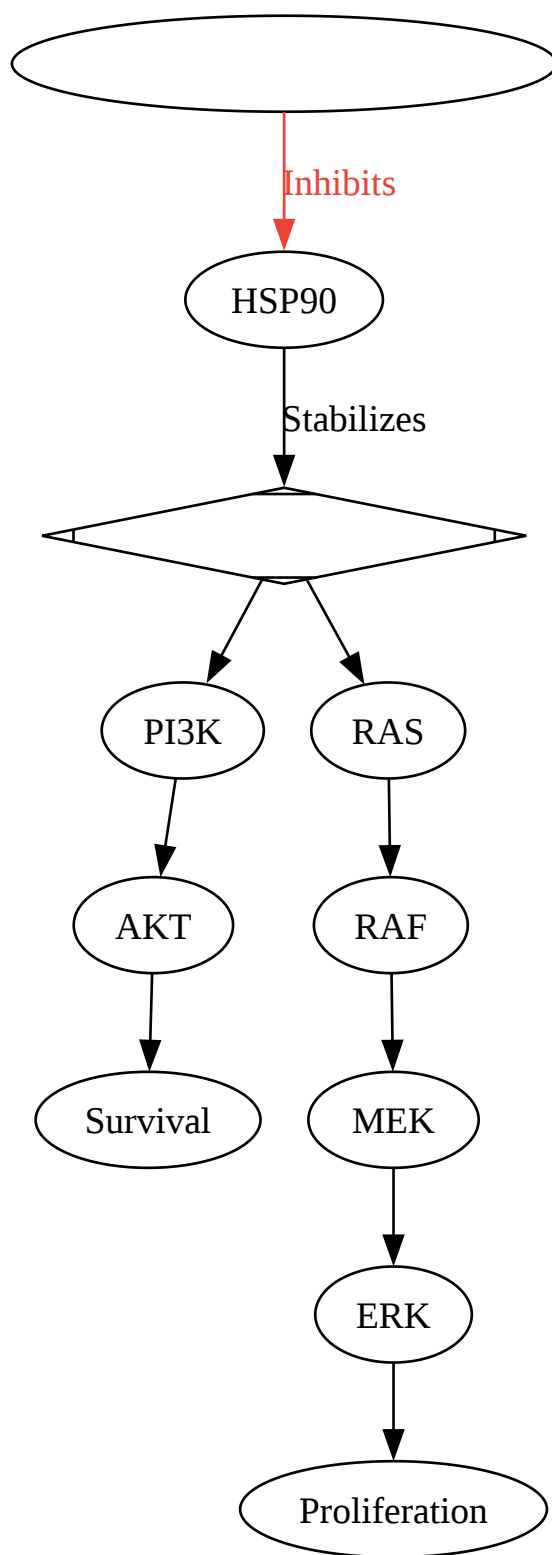 Inhibits
HSP90
Stabilizes
PI3K
RAS
AKT
RAF
Survival
MEK
ERK
Proliferation